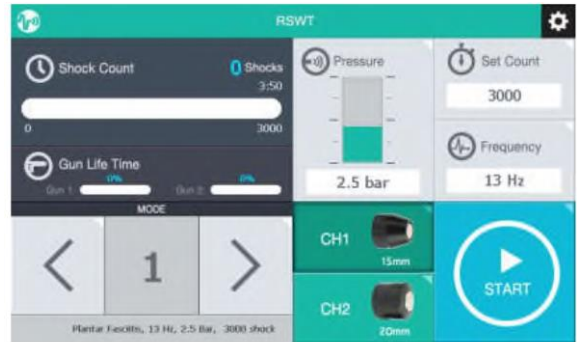 RSWT
Shock Count
0 Shocks
3:50
0
3000
Gun Life Time
0%
0%
Gun 1
Gun 2
Pressure
2.5 bar
Set Count
3000
Frequency
13 Hz
MODE
1
Plantar Fasciitis, 13 Hz, 2.5 Bar, 3000 shock
CH1
15mm
CH2
20mm
START